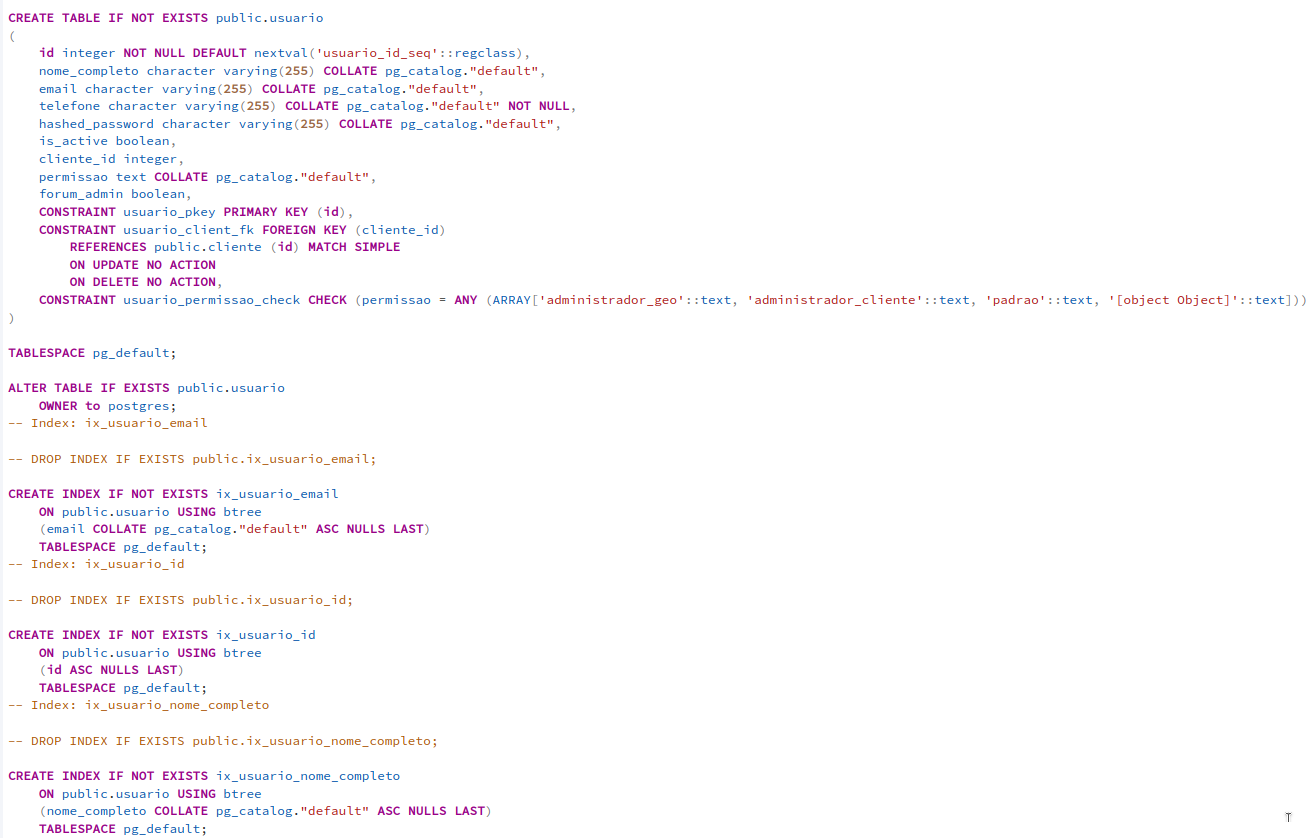 CREATE TABLE IF NOT EXISTS public.usuario
(
    id integer NOT NULL DEFAULT nextval('usuario_id_seq'::regclass),
    nome_completo character varying(255) COLLATE pg_catalog."default",
    email character varying(255) COLLATE pg_catalog."default",
    telefone character varying(255) COLLATE pg_catalog."default" NOT NULL,
    hashed_password character varying(255) COLLATE pg_catalog."default",
    is_active boolean,
    cliente_id integer,
    permissao text COLLATE pg_catalog."default",
    forum_admin boolean,
    CONSTRAINT usuario_pkey PRIMARY KEY (id),
    CONSTRAINT usuario_client_fk FOREIGN KEY (cliente_id)
        REFERENCES public.cliente (id) MATCH SIMPLE
        ON UPDATE NO ACTION
        ON DELETE NO ACTION,
    CONSTRAINT usuario_permissao_check CHECK (permissao = ANY (ARRAY['administrador_geo'::text, 'administrador_cliente'::text, 'padrao'::text, '[object Object]'::text]))
)
TABLESPACE pg_default;
ALTER TABLE IF EXISTS public.usuario
    OWNER to postgres;
-- Index: ix_usuario_email
-- DROP INDEX IF EXISTS public.ix_usuario_email;
CREATE INDEX IF NOT EXISTS ix_usuario_email
    ON public.usuario USING btree
    (email COLLATE pg_catalog."default" ASC NULLS LAST)
    TABLESPACE pg_default;
-- Index: ix_usuario_id
-- DROP INDEX IF EXISTS public.ix_usuario_id;
CREATE INDEX IF NOT EXISTS ix_usuario_id
    ON public.usuario USING btree
    (id ASC NULLS LAST)
    TABLESPACE pg_default;
-- Index: ix_usuario_nome_completo
-- DROP INDEX IF EXISTS public.ix_usuario_nome_completo;
CREATE INDEX IF NOT EXISTS ix_usuario_nome_completo
    ON public.usuario USING btree
    (nome_completo COLLATE pg_catalog."default" ASC NULLS LAST)
    TABLESPACE pg_default;